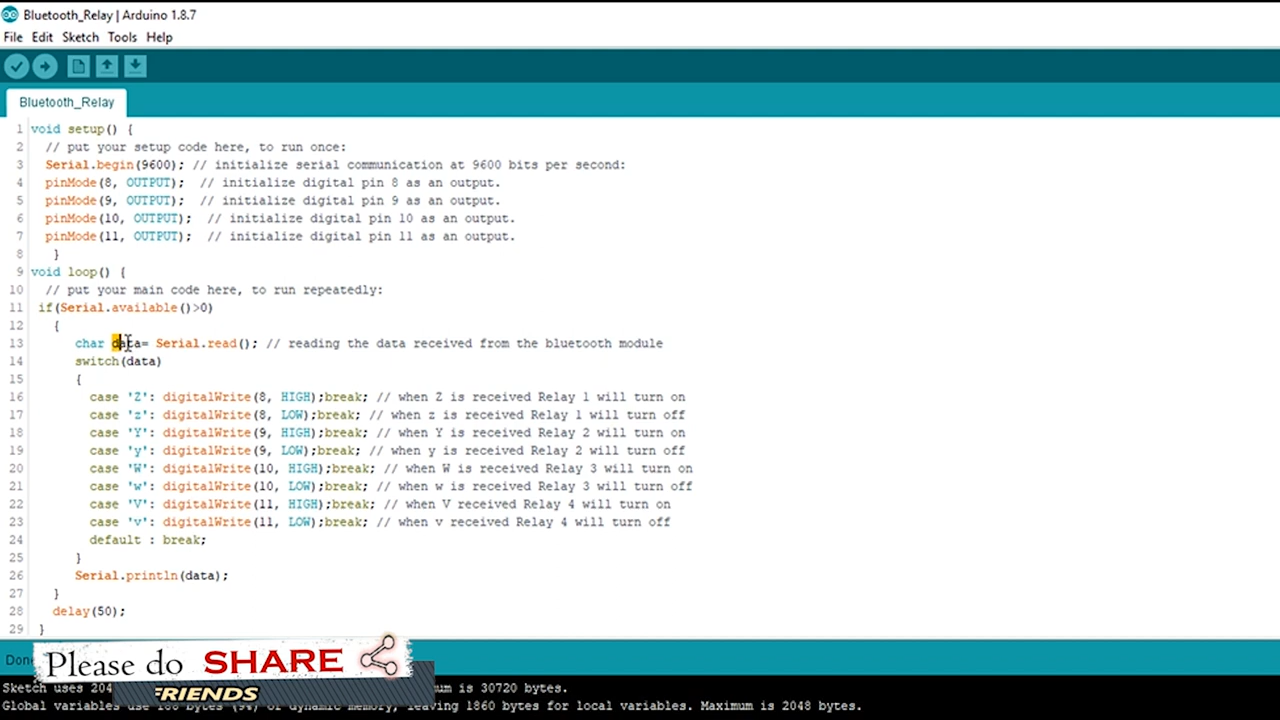 Bluetooth_Relay | Arduino 1.8.7
File Edit Sketch Tools Help
Bluetooth_Relay
1 void setup() {
2 // put your setup code here, to run once:
3 Serial.begin(9600); // initialize serial communication at 9600 bits per second:
4 pinMode(8, OUTPUT); // initialize digital pin 8 as an output.
5 pinMode(9, OUTPUT); // initialize digital pin 9 as an output.
6 pinMode(10, OUTPUT); // initialize digital pin 10 as an output.
7 pinMode(11, OUTPUT); // initialize digital pin 11 as an output.
8 }
9 void loop() {
10 // put your main code here, to run repeatedly:
11 if(Serial.available()>0)
12 {
13 char data= Serial.read(); // reading the data received from the bluetooth module
14 switch(data)
15 {
16 case 'Z': digitalWrite(8, HIGH);break; // when Z is received Relay 1 will turn on
17 case 'z': digitalWrite(8, LOW);break; // when z is received Relay 1 will turn off
18 case 'Y': digitalWrite(9, HIGH);break; // when Y is received Relay 2 will turn on
19 case 'y': digitalWrite(9, LOW);break; // when y is received Relay 2 will turn off
20 case 'W': digitalWrite(10, HIGH);break; // when W is received Relay 3 will turn on
21 case 'w': digitalWrite(10, LOW);break; // when w is received Relay 3 will turn off
22 case 'V': digitalWrite(11, HIGH);break; // when V received Relay 4 will turn on
23 case 'v': digitalWrite(11, LOW);break; // when v received Relay 4 will turn off
24 default : break;
25 }
26 Serial.println(data);
27 }
28 delay(50);
29 }
Please do SHARE
FRIENDS
Sketch uses is 30720 bytes.
Global variables use bytes of dynamic memory, leaving 1860 bytes for local variables. Maximum is 2048 bytes.